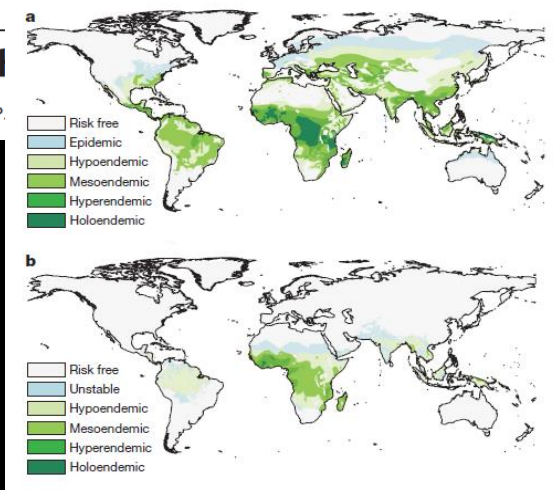 a
Risk free
Epidemic
Hypoendemic
Mesoendemic
Hyperendemic
Holoendemic
b
Risk free
Unstable
Hypoendemic
Mesoendemic
Hyperendemic
Holoendemic